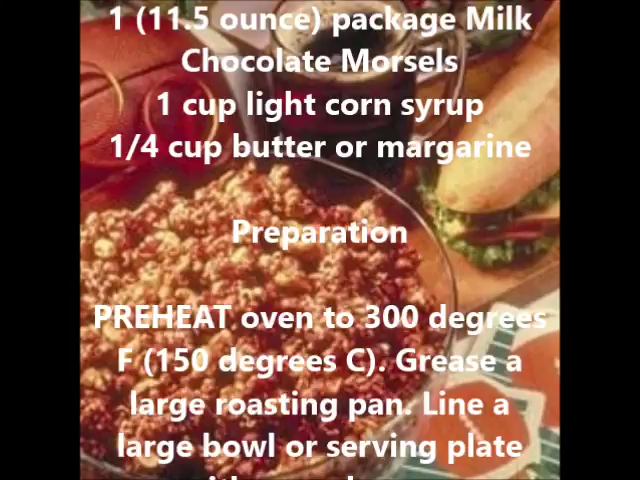 1 (11.5 ounce) package Milk
Chocolate Morsels
1 cup light corn syrup
1/4 cup butter or margarine
Preparation
PREHEAT oven to 300 degrees
F (150 degrees C). Grease a
large roasting pan. Line a
large bowl or serving plate